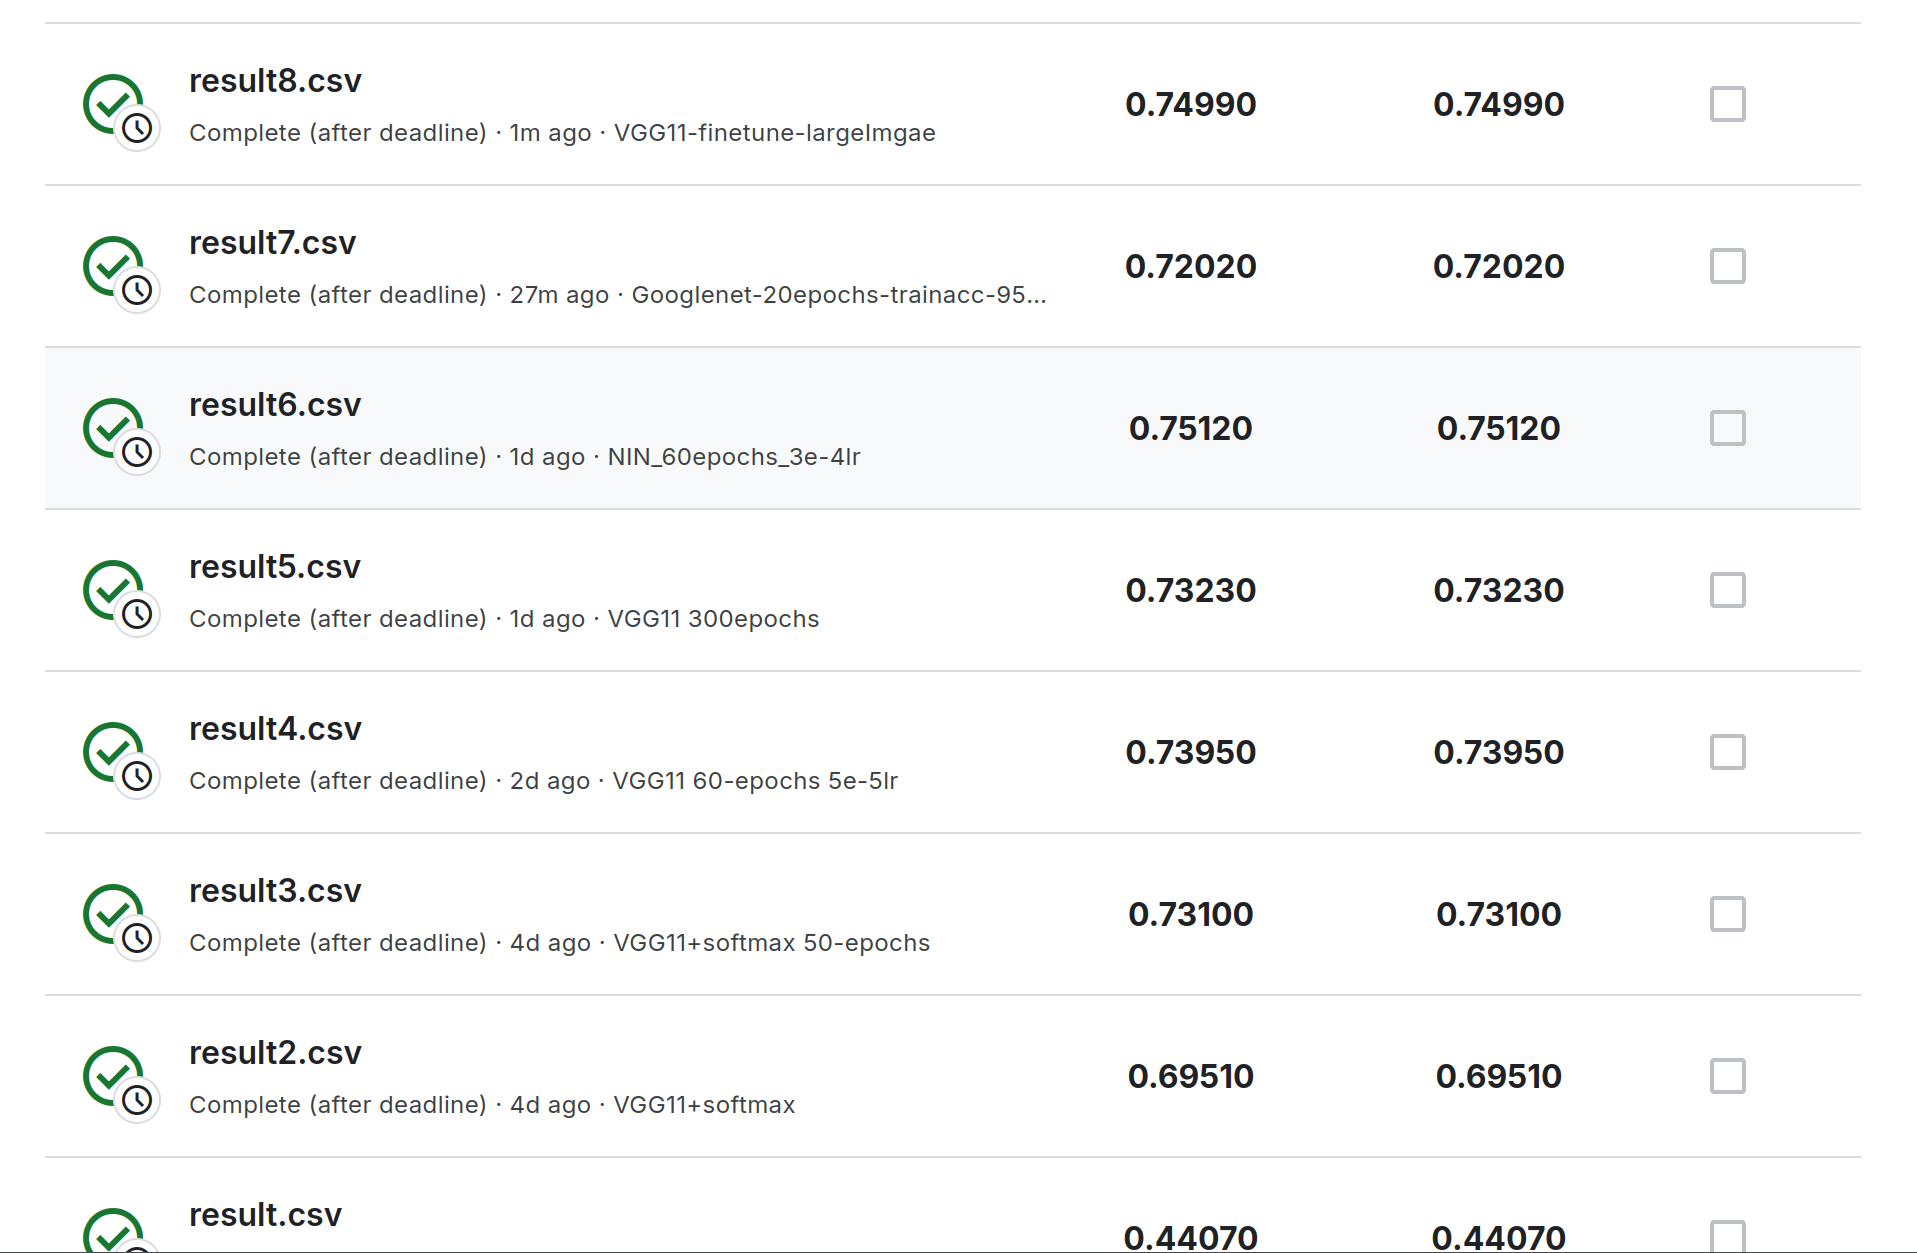 result8.csv
Complete (after deadline) · 1m ago · VGG11-finetune-largeImgae
0.74990 0.74990
result7.csv
Complete (after deadline) · 27m ago · Googlenet-20epochs-trainacc-95...
0.72020 0.72020
result6.csv
Complete (after deadline) · 1d ago · NIN_60epochs_3e-4lr
0.75120 0.75120
result5.csv
Complete (after deadline) · 1d ago · VGG11 300epochs
0.73230 0.73230
result4.csv
Complete (after deadline) · 2d ago · VGG11 60-epochs 5e-5lr
0.73950 0.73950
result3.csv
Complete (after deadline) · 4d ago · VGG11+softmax 50-epochs
0.73100 0.73100
result2.csv
Complete (after deadline) · 4d ago · VGG11+softmax
0.69510 0.69510
result.csv
0.44070 0.44070